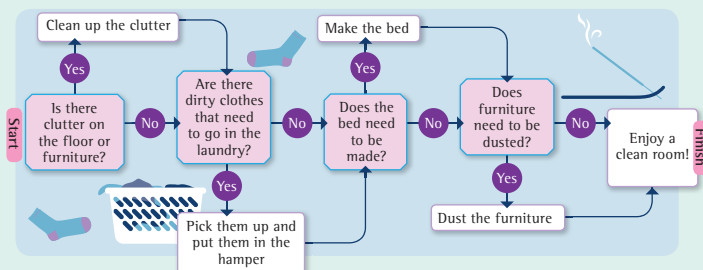 Start
Is there
clutter on
the floor or
furniture?
Yes
Clean up the clutter
No
Are there
dirty clothes
that need
to go in the
laundry?
Yes
Pick them up and
put them in the
hamper
No
Does the
bed need
to be
made?
Yes
Make the bed
No
Does
furniture
need to be
dusted?
Yes
Dust the furniture
No
Enjoy a
clean room!
Finish